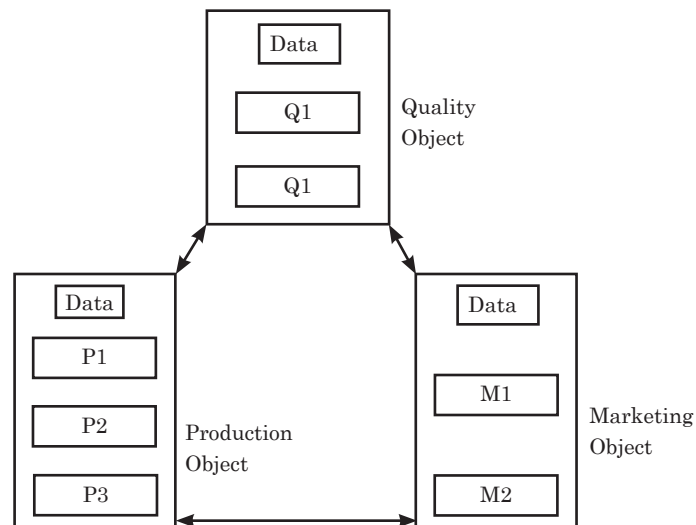 Data
Q1
Q1
Quality
Object
Data
P1
P2
P3
Production
Object
Data
M1
M2
Marketing
Object